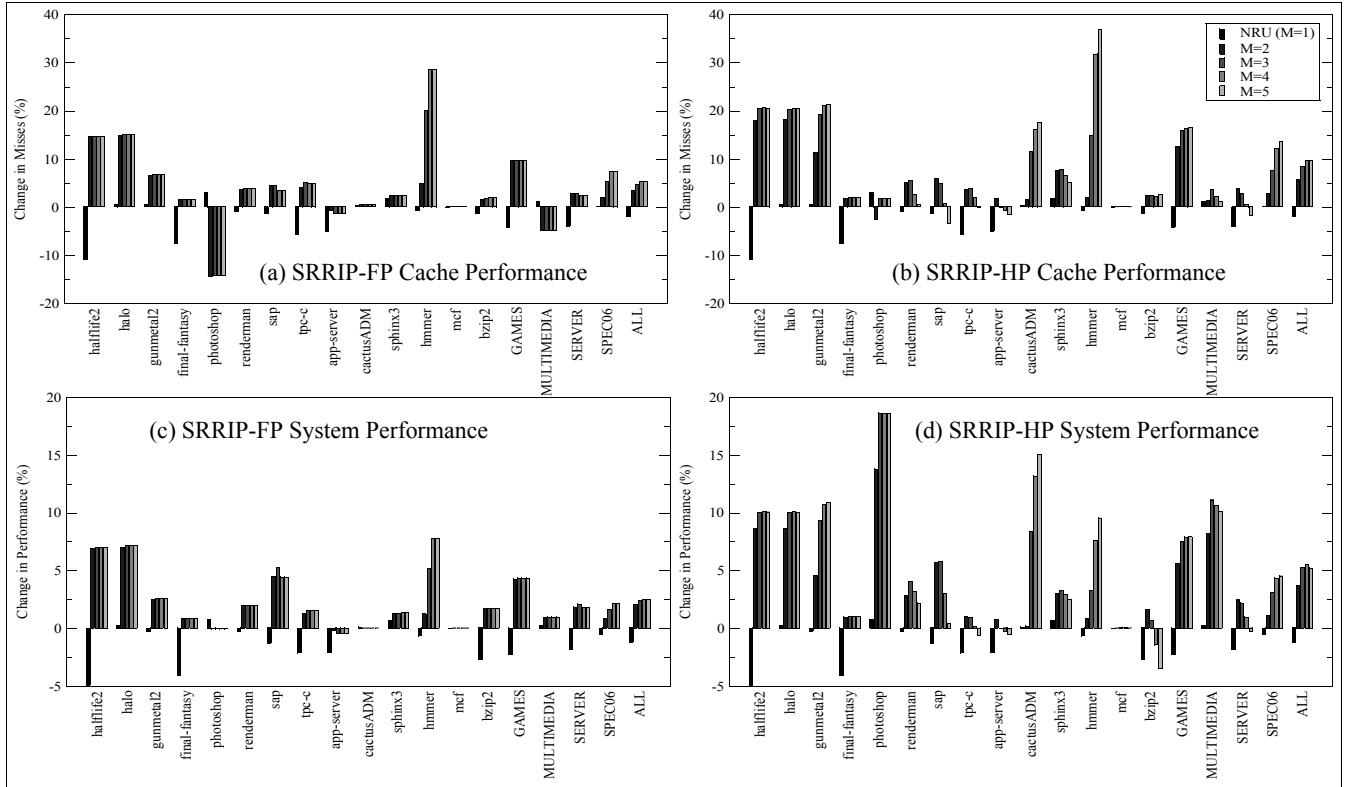 40
30
20
10
0
-10
-20
Change in Misses (%)
(a) SRRIP-FP Cache Performance
halflife2
halo
gunmetal2
final-fantasy
photoshop
renderman
sap
tpc-c
app-server
cactusADM
sphinx3
hmmer
mcf
bzip2
GAMES
MULTIMEDIA
SERVER
SPEC06
ALL
40
30
20
10
0
-10
-20
Change in Misses (%)
NRU (M=1)
M=2
M=3
M=4
M=5
(b) SRRIP-HP Cache Performance
halflife2
halo
gunmetal2
final-fantasy
photoshop
renderman
sap
tpc-c
app-server
cactusADM
sphinx3
hmmer
mcf
bzip2
GAMES
MULTIMEDIA
SERVER
SPEC06
ALL
20
15
10
5
0
-5
Change in Performance (%)
(c) SRRIP-FP System Performance
halflife2
halo
gunmetal2
final-fantasy
photoshop
renderman
sap
tpc-c
app-server
cactusADM
sphinx3
hmmer
mcf
bzip2
GAMES
MULTIMEDIA
SERVER
SPEC06
ALL
20
15
10
5
0
-5
Change in Performance (%)
(d) SRRIP-HP System Performance
halflife2
halo
gunmetal2
final-fantasy
photoshop
renderman
sap
tpc-c
app-server
cactusADM
sphinx3
hmmer
mcf
bzip2
GAMES
MULTIMEDIA
SERVER
SPEC06
ALL